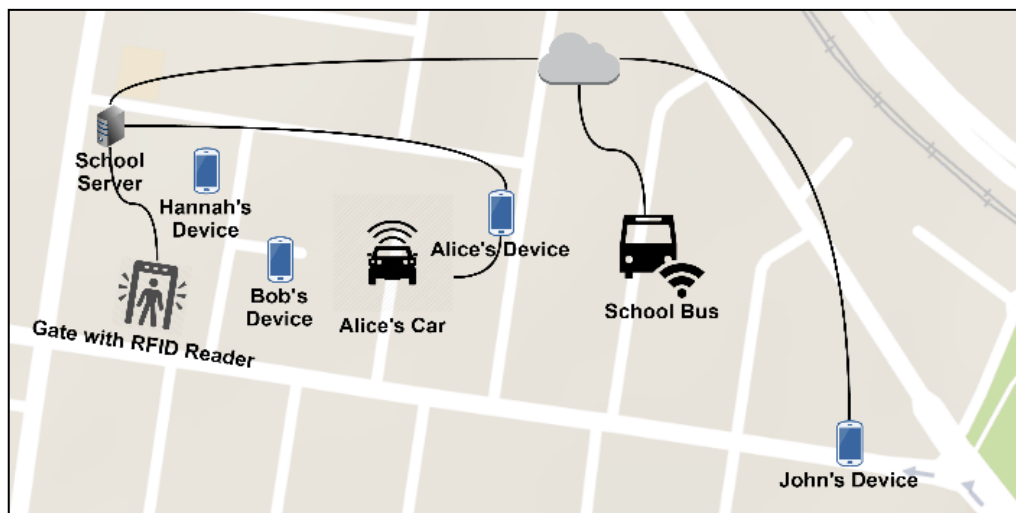 School
Server
Hannah's
Device
Alice's Device
Bob's
Device
School Bus
Alice's Car
Gate with RFID Reader
John's Device